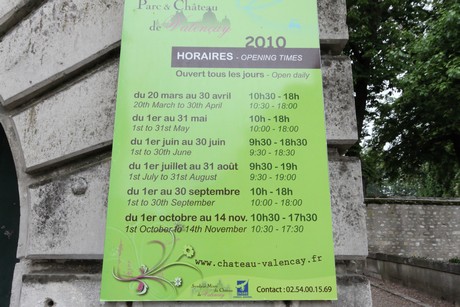 Parc & Château
de Valençay
2010
HORAIRES - OPENING TIMES
Ouvert tous les jours - Open daily
du 20 mars au 30 avril 10h30 - 18h
20th March to 30th April 10:30 - 18:00
du 1er au 31 mai 10h - 18h
1st to 31st May 10:00 - 18:00
du 1er juin au 30 juin 9h30 - 18h30
1st to 30th June 9:30 - 18:30
du 1er juillet au 31 août 9h30 - 19h
1st July to 31st August 9:30 - 19:00
du 1er au 30 septembre 10h - 18h
1st to 30th September 10:00 - 18:00
du 1er octobre au 14 nov. 10h30 - 17h30
1st October to 14th November 10:30 - 17:30
www.chateau-valencay.fr
Contact : 02.54.00.15.69